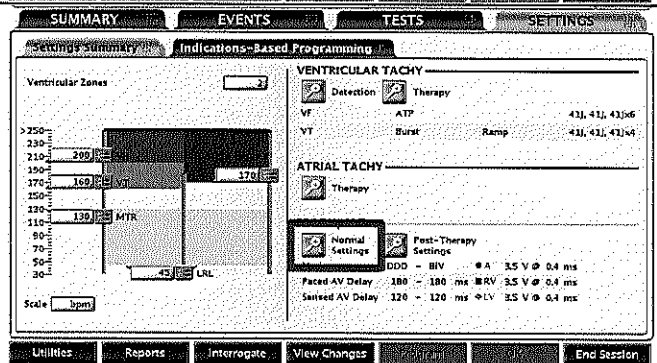 SUMMARY EVENTS TESTS SETTINGS
Settings Summary Indications-Based Programming
Ventricular Zones 2
VENTRICULAR TACHY
Detection Therapy
VF ATP 41J, 41J, 41Jx6
VT Burst Ramp 41J, 41J, 41Jx4
>250
230
210
190
170
150
130
110
90
70
50
30
200
160 VT
170
130 MTR
45 LRL
ATRIAL TACHY
Therapy
Normal Settings
Post-Therapy Settings
DDD - BiV A 3.5 V @ 0.4 ms
Paced AV Delay 180 - 180 ms RV 3.5 V @ 0.4 ms
Sensed AV Delay 120 - 120 ms LV 3.5 V @ 0.4 ms
Scale bpm
Utilities Reports Interrogate View Changes End Session